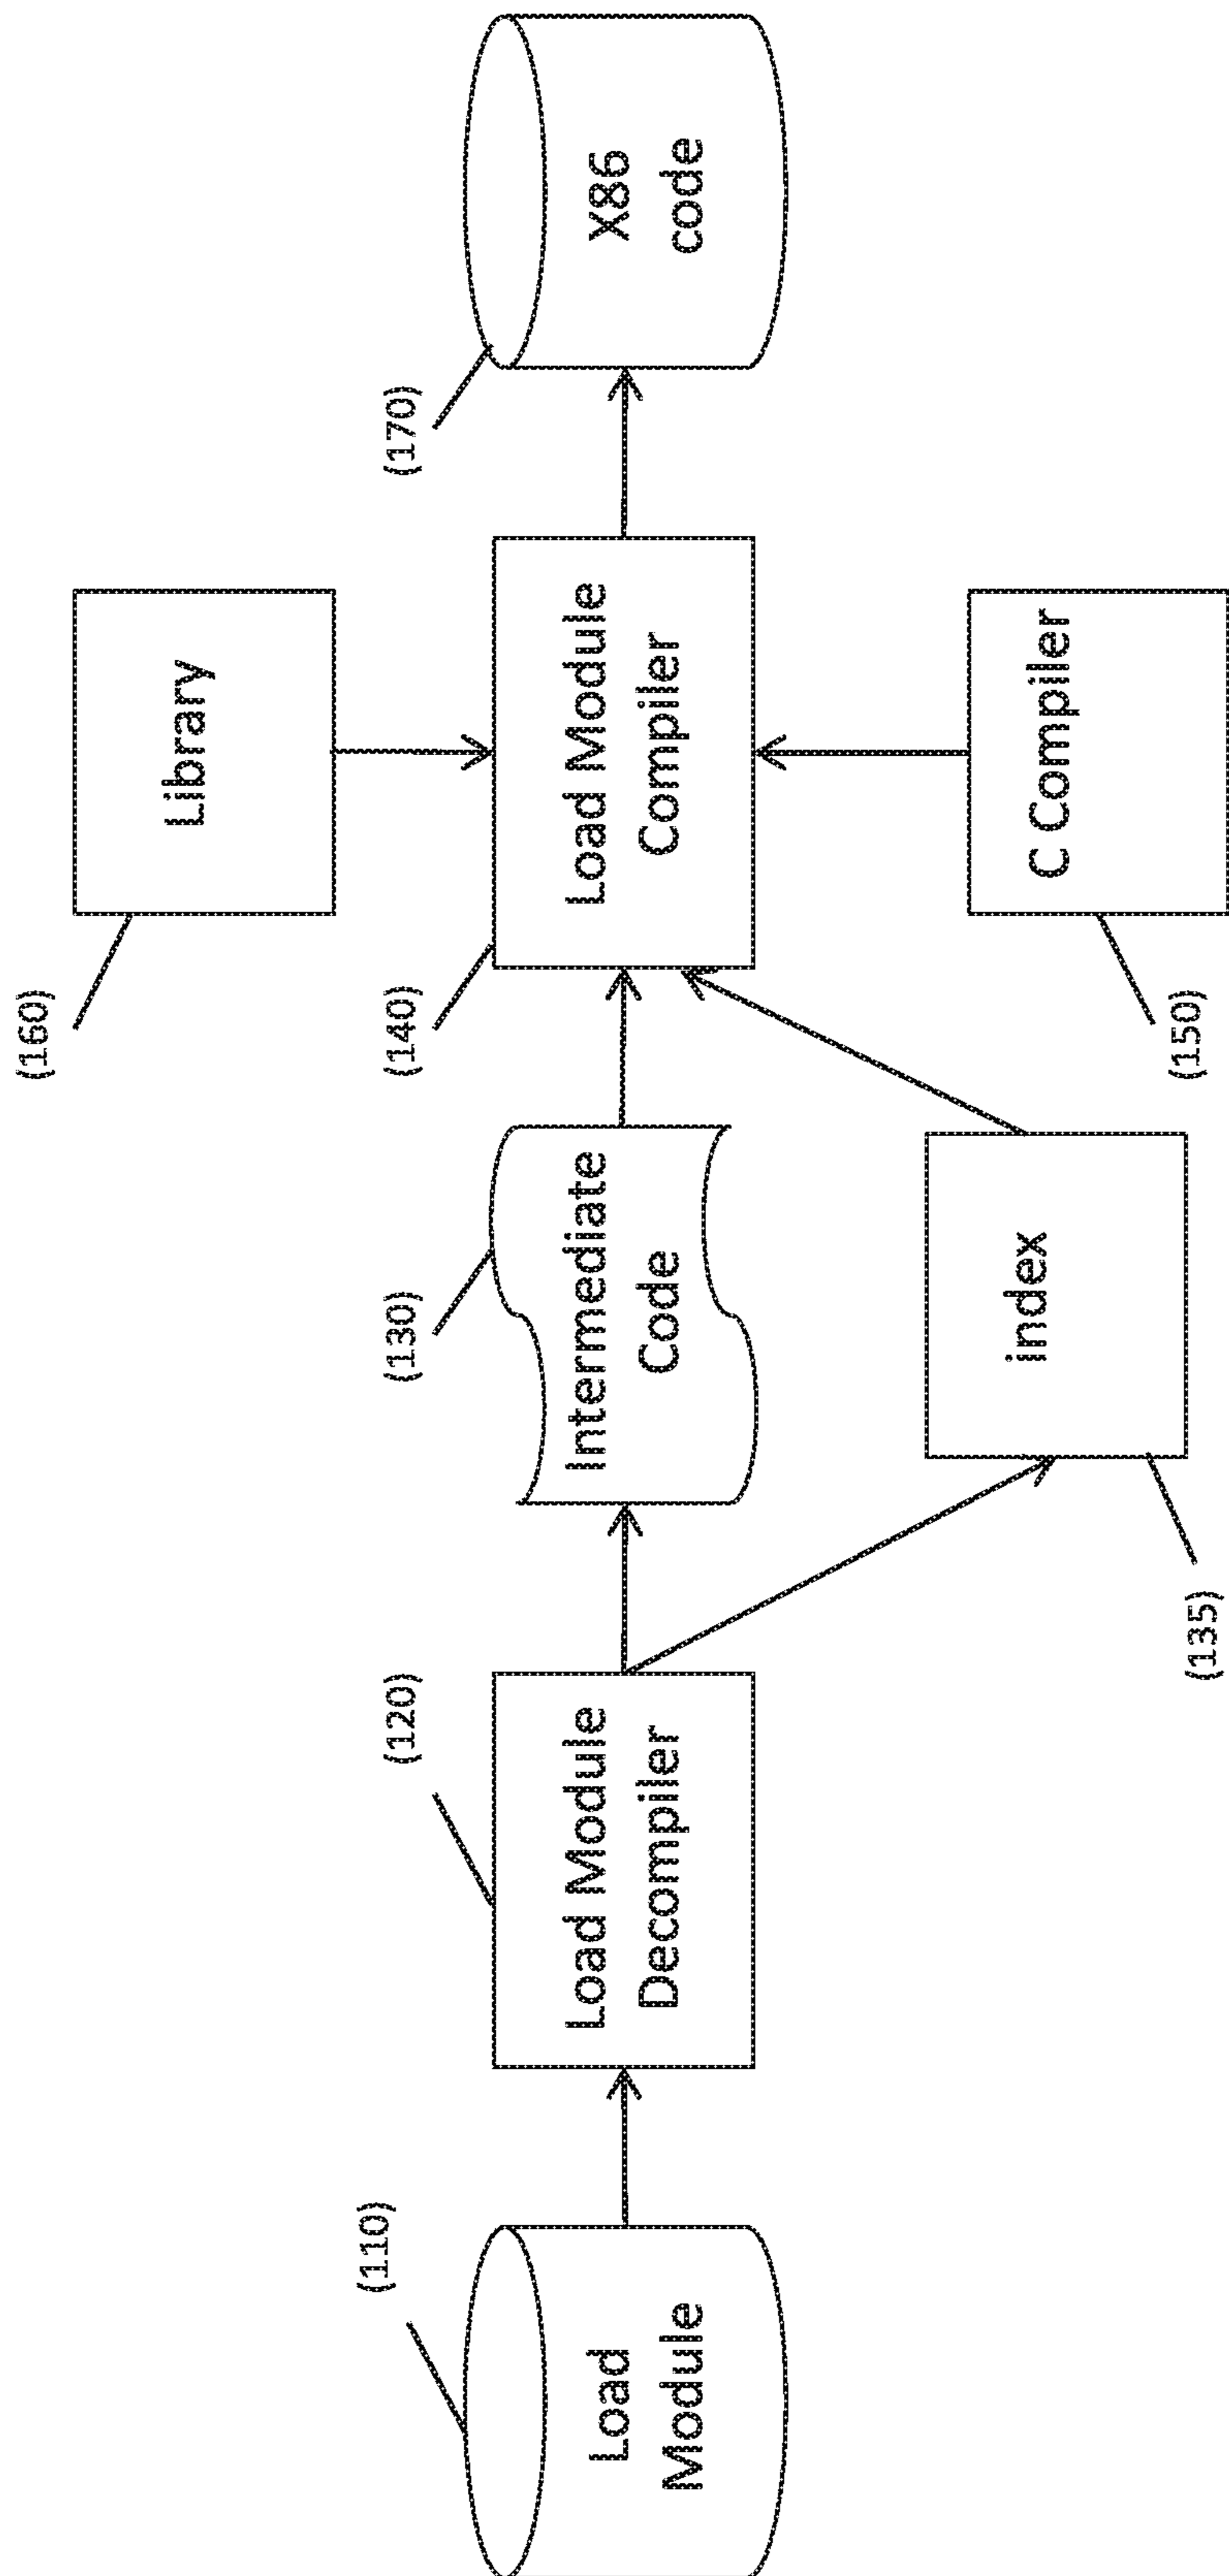 (160)
Library
(110)
(120)
(130)
(140)
(170)
Load
Module
Load Module
Decompiler
Intermediate
Code
Load Module
Compiler
X86
code
index
C Compiler
(135)
(150)